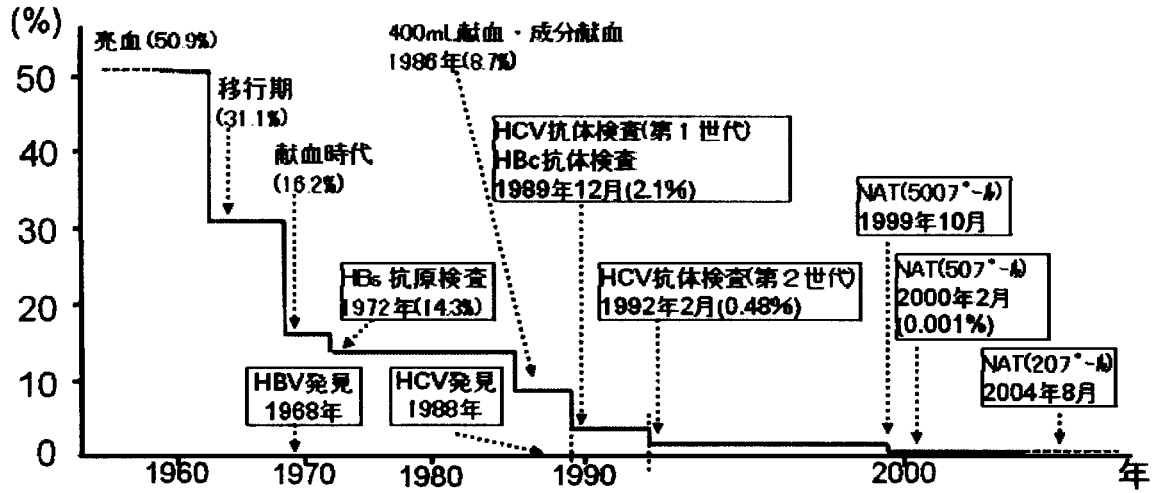 (%)
売血(50.9%)
移行期
(31.1%)
献血時代
(16.2%)
400mL献血・成分献血
1986年(8.7%)
HCV抗体検査(第1世代)
HBc抗体検査
1989年12月(2.1%)
NAT(500プール)
1999年10月
HBs 抗原検査
1972年(14.3%)
HCV抗体検査(第2世代)
1992年2月(0.48%)
NAT(50プール)
2000年2月
(0.001%)
HBV発見
1968年
HCV発見
1988年
NAT(20プール)
2004年8月
50
40
30
20
10
0
1960
1970
1980
1990
2000
年